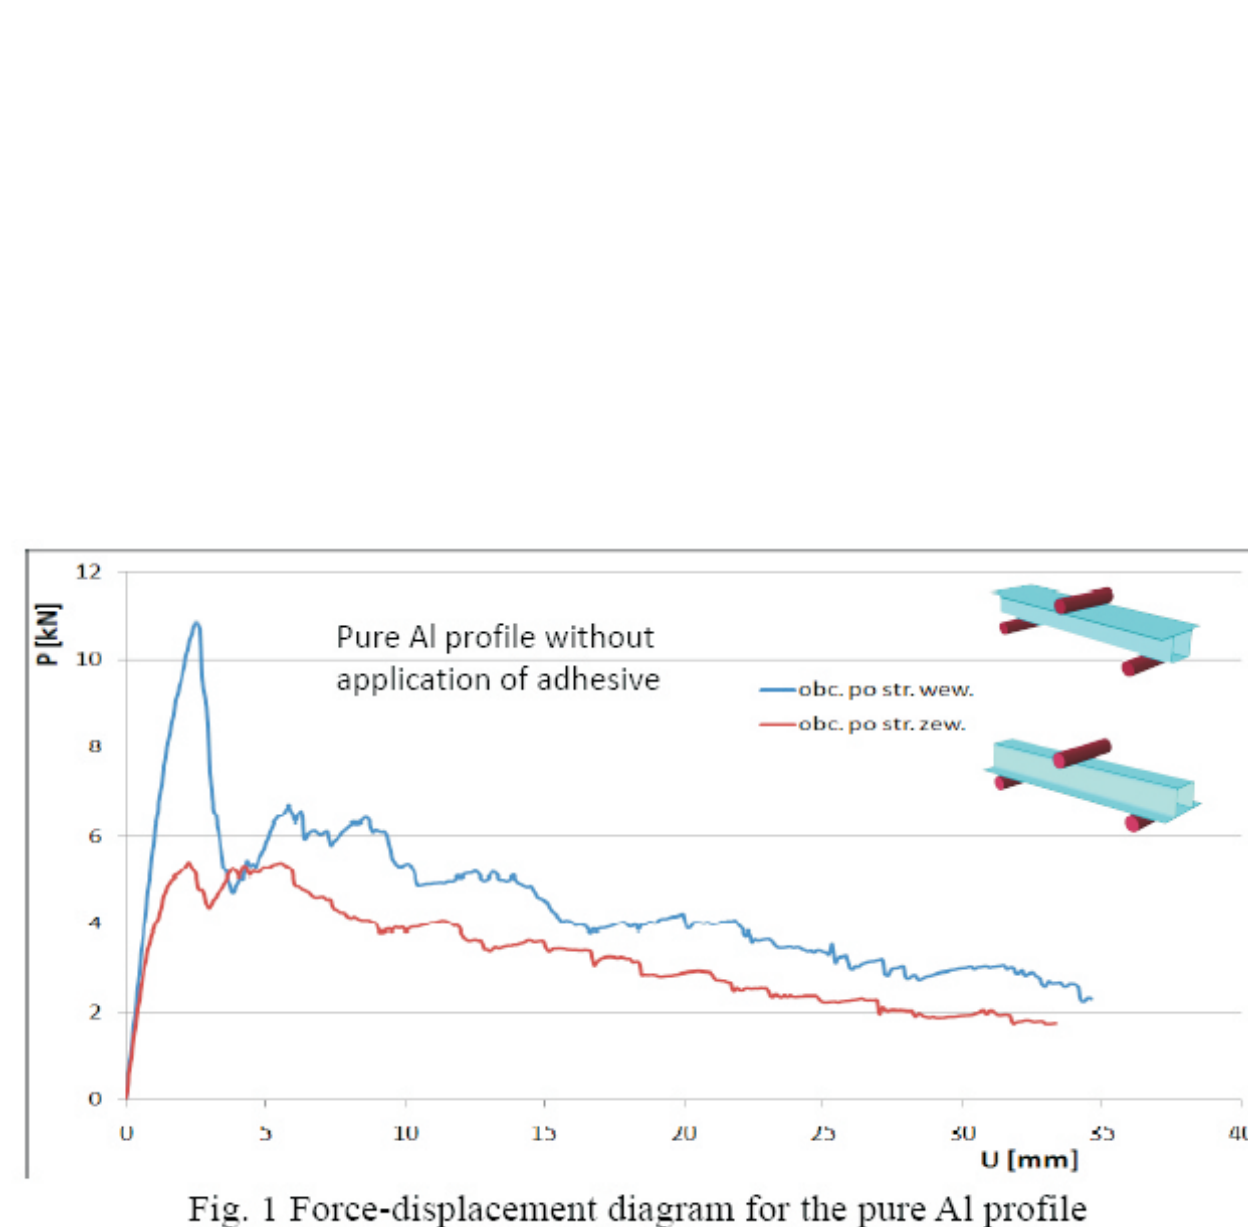 12
P [kN]
10
8
6
4
2
0
Pure Al profile without
application of adhesive
obc. po str. wew.
obc. po str. zew.
0 5 10 15 20 25 30 35 40
U [mm]
Fig. 1 Force-displacement diagram for the pure Al profile